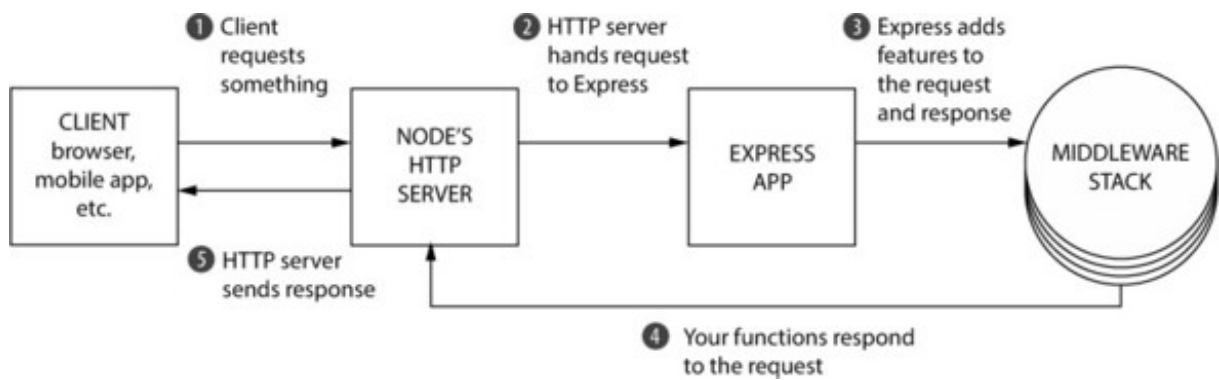 1 Client
requests
something
2 HTTP server
hands request
to Express
3 Express adds
features to
the request
and response
CLIENT
browser,
mobile app,
etc.
NODE'S
HTTP
SERVER
EXPRESS
APP
MIDDLEWARE
STACK
5 HTTP server
sends response
4 Your functions respond
to the request